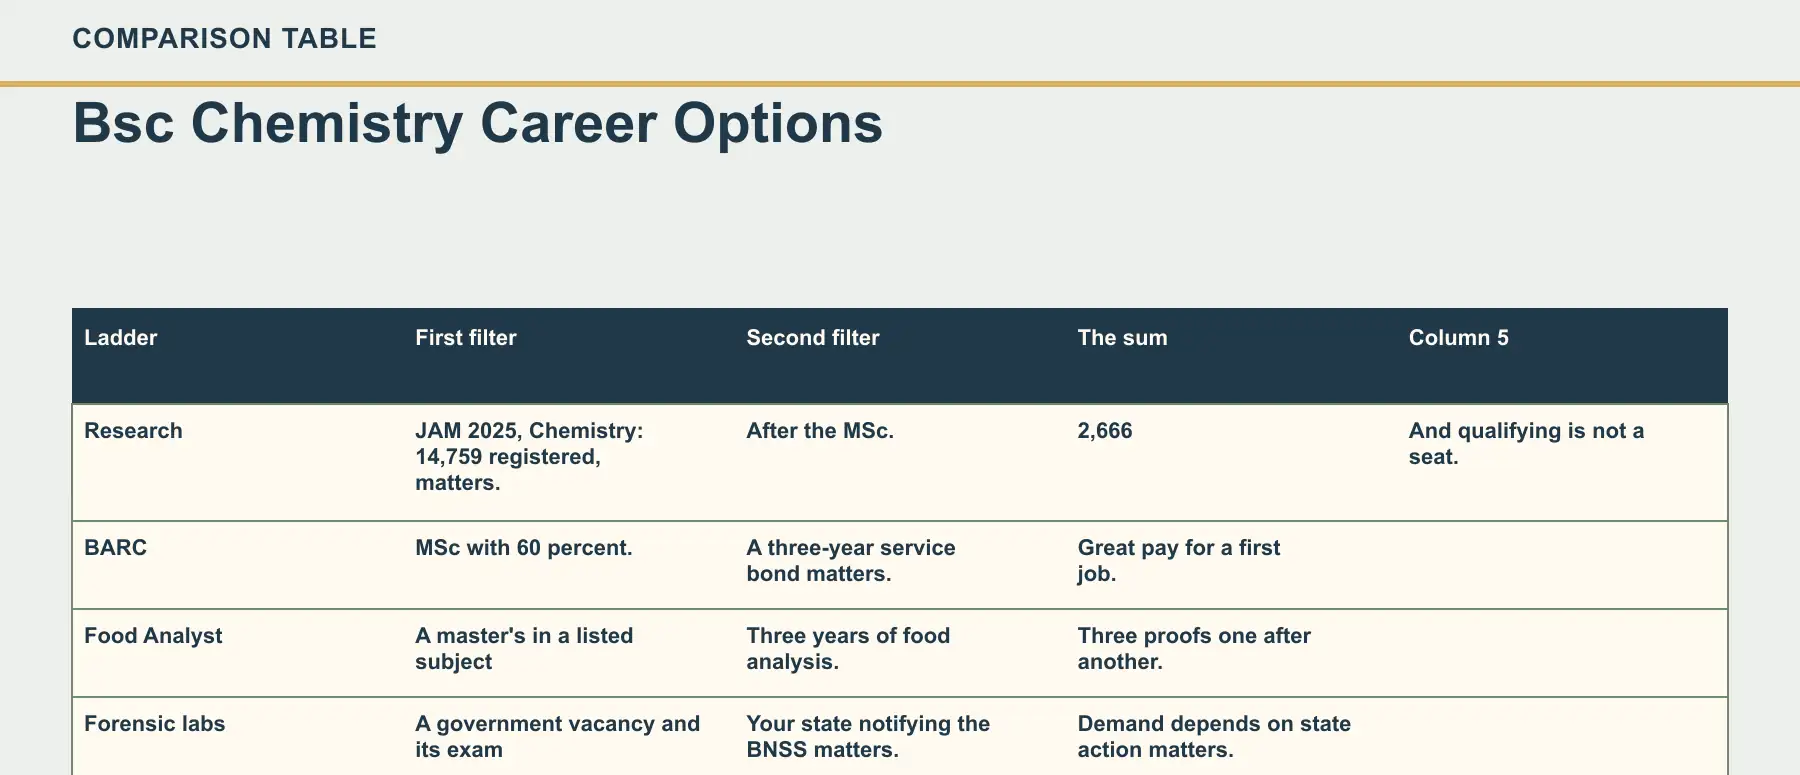 COMPARISON TABLE
Bsc Chemistry Career Options
Ladder
First filter
Second filter
The sum
Column 5
Research
JAM 2025, Chemistry:
14,759 registered,
matters.
After the MSc.
2,666
And qualifying is not a
seat.
BARC
MSc with 60 percent.
A three-year service
bond matters.
Great pay for a first
job.
Food Analyst
A master's in a listed
subject
Three years of food
analysis.
Three proofs one after
another.
Forensic labs
A government vacancy and
its exam
Your state notifying the
BNSS matters.
Demand depends on state
action matters.